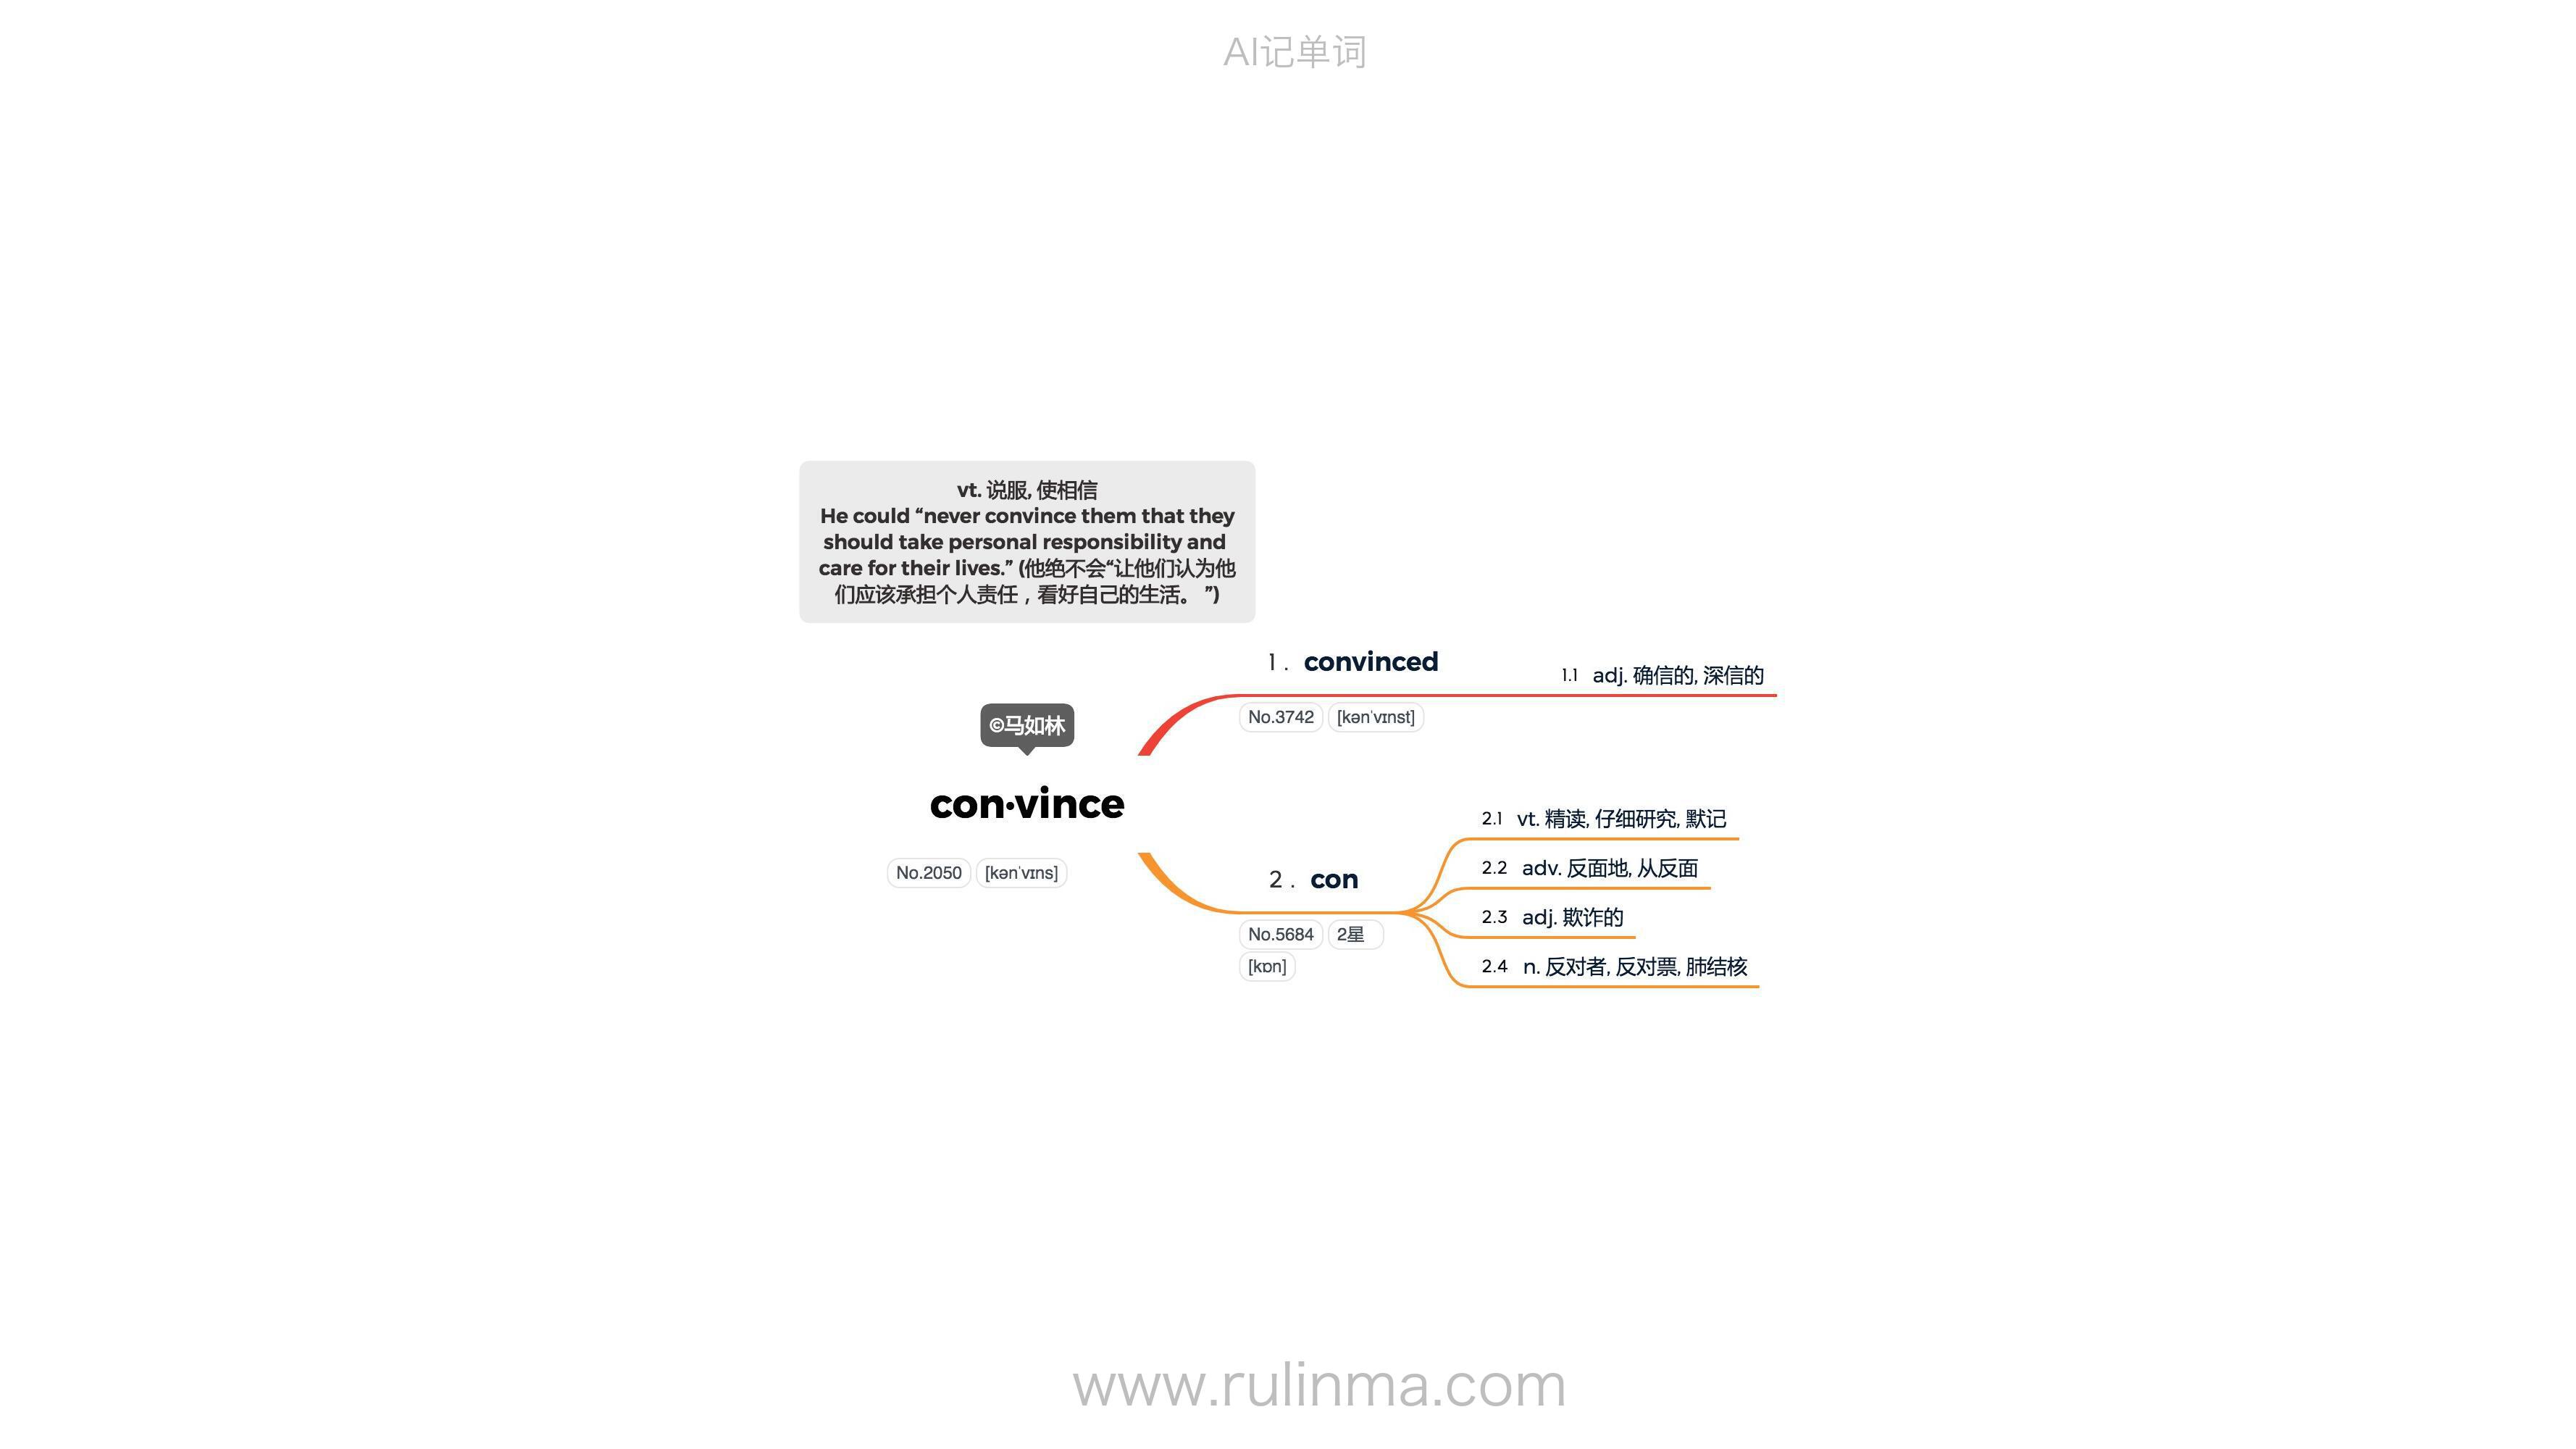 AI记单词
vt. 说服, 使相信
He could “never convince them that they
should take personal responsibility and
care for their lives.” (他绝不会“让他们认为他
们应该承担个人责任，看好自己的生活。 ”)
©马如林
con·vince
No.2050 [kənˈvɪns]
1. convinced
No.3742 [kənˈvɪnst]
1.1 adj. 确信的, 深信的
2. con
No.5684 2星
[kɒn]
2.1 vt. 精读, 仔细研究, 默记
2.2 adv. 反面地, 从反面
2.3 adj. 欺诈的
2.4 n. 反对者, 反对票, 肺结核
www.rulinma.com